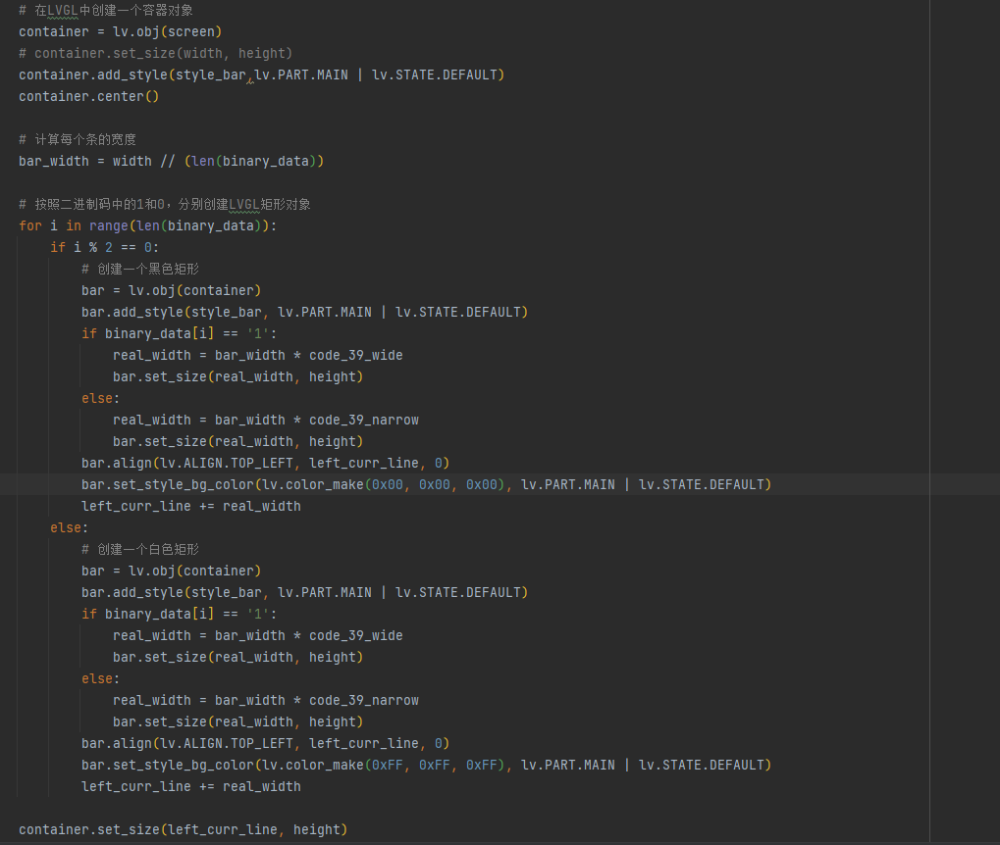 # 在LVGL中创建一个容器对象
container = lv.obj(screen)
# container.set_size(width, height)
container.add_style(style_bar,lv.PART.MAIN | lv.STATE.DEFAULT)
container.center()
# 计算每个条的宽度
bar_width = width // (len(binary_data))
# 按照二进制码中的1和0，分别创建LVGL矩形对象
for i in range(len(binary_data)):
    if i % 2 == 0:
        # 创建一个黑色矩形
        bar = lv.obj(container)
        bar.add_style(style_bar, lv.PART.MAIN | lv.STATE.DEFAULT)
        if binary_data[i] == '1':
            real_width = bar_width * code_39_wide
            bar.set_size(real_width, height)
        else:
            real_width = bar_width * code_39_narrow
            bar.set_size(real_width, height)
        bar.align(lv.ALIGN.TOP_LEFT, left_curr_line, 0)
        bar.set_style_bg_color(lv.color_make(0x00, 0x00, 0x00), lv.PART.MAIN | lv.STATE.DEFAULT)
        left_curr_line += real_width
    else:
        # 创建一个白色矩形
        bar = lv.obj(container)
        bar.add_style(style_bar, lv.PART.MAIN | lv.STATE.DEFAULT)
        if binary_data[i] == '1':
            real_width = bar_width * code_39_wide
            bar.set_size(real_width, height)
        else:
            real_width = bar_width * code_39_narrow
            bar.set_size(real_width, height)
        bar.align(lv.ALIGN.TOP_LEFT, left_curr_line, 0)
        bar.set_style_bg_color(lv.color_make(0xFF, 0xFF, 0xFF), lv.PART.MAIN | lv.STATE.DEFAULT)
        left_curr_line += real_width
container.set_size(left_curr_line, height)